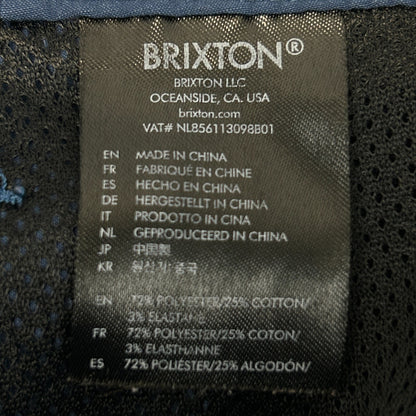 BRIXTON®
BRIXTON LLC
OCEANSIDE, CA. USA
brixton.com
VAT# NL856113098B01
EN MADE IN CHINA
FR FABRIQUÉ EN CHINE
ES HECHO EN CHINA
DE HERGESTELLT IN CHINA
IT PRODOTTO IN CINA
NL GEPRODUCEERD IN CHINA
JP 中国製
KR 원산지:중국
EN 72% POLYESTER/25% COTTON/
3% ELASTANE
FR 72% POLYESTER/25% COTON/
3% ELASTHANNE
ES 72% POLIÉSTER/25% ALGODÓN/